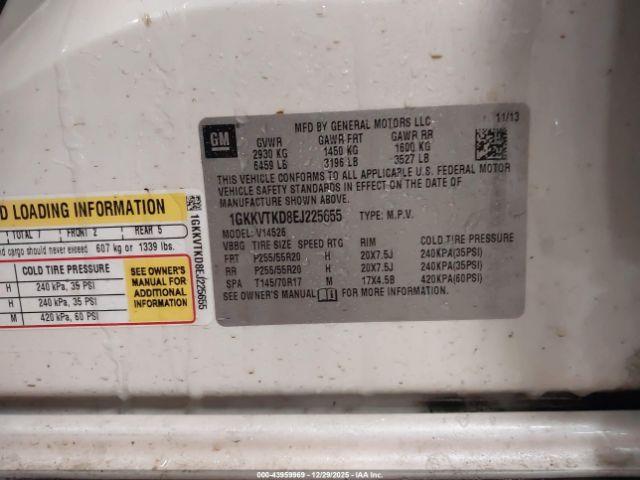 GM
MFD BY GENERAL MOTORS LLC
11/13
GVWR GAWR FRT GAWR RR
2930 KG 1450 KG 1600 KG
6459 LB 3196 LB 3527 LB
THIS VEHICLE CONFORMS TO ALL APPLICABLE U.S. FEDERAL MOTOR
VEHICLE SAFETY STANDARDS IN EFFECT ON THE DATE OF
MANUFACTURE SHOWN ABOVE.
1GKKVTKD8EJ225655 TYPE: M.P.V.
MODEL: V14526
VBBG TIRE SIZE SPEED RTG RIM COLD TIRE PRESSURE
FRT P255/55R20 H 20X7.5J 240KPA(35PSI)
RR P255/55R20 H 20X7.5J 240KPA(35PSI)
SPA T145/70R17 M 17X4.5B 420KPA(60PSI)
SEE OWNER'S MANUAL FOR MORE INFORMATION.
D LOADING INFORMATION
TOTAL 7 FRONT 2 REAR 5
nd cargo should never exceed 607 kg or 1339 lbs.
COLD TIRE PRESSURE
H 240 kPa, 35 PSI
H 240 kPa, 35 PSI
M 420 kPa, 60 PSI
SEE OWNER'S
MANUAL FOR
ADDITIONAL
INFORMATION
1GKKVTKD8EJ225655
000-43959969 • 12/29/2025 • IAA Inc.